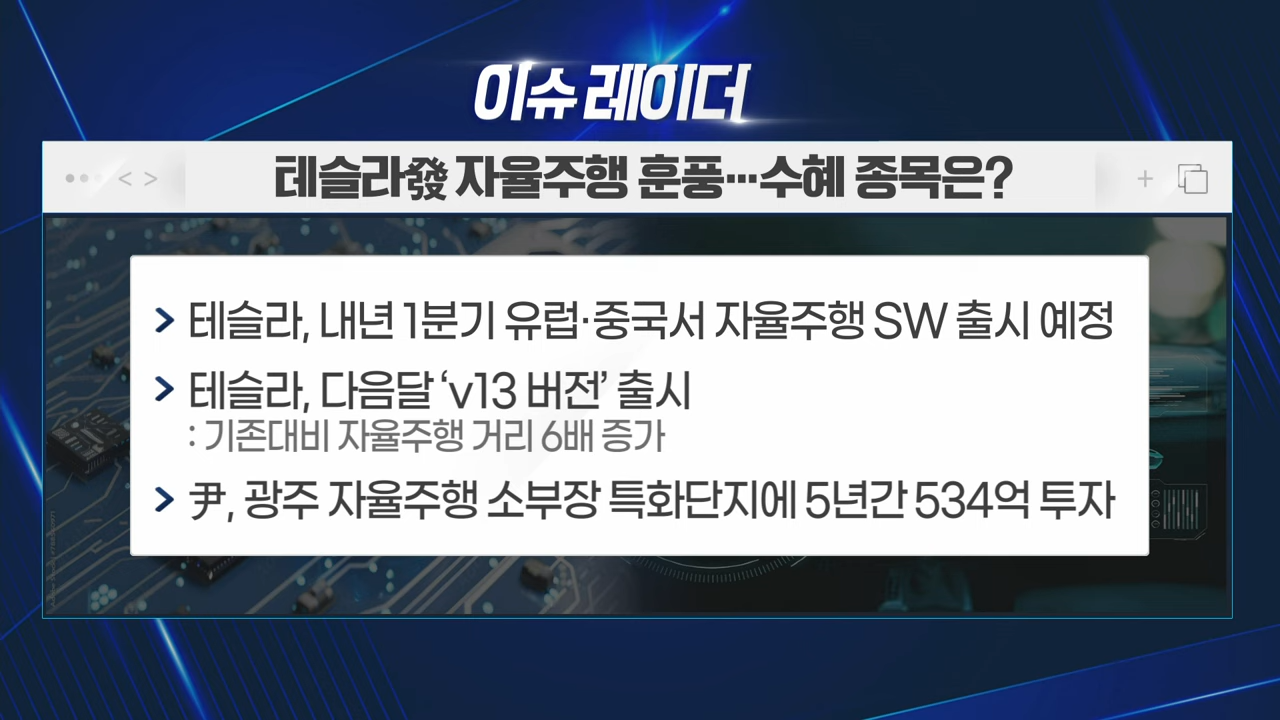 이슈 레이더
테슬라發 자율주행 훈풍…수혜 종목은?
테슬라, 내년 1분기 유럽·중국서 자율주행 SW 출시 예정
테슬라, 다음달 ‘v13 버전’ 출시
: 기존대비 자율주행 거리 6배 증가
尹, 광주 자율주행 소부장 특화단지에 5년간 534억 투자